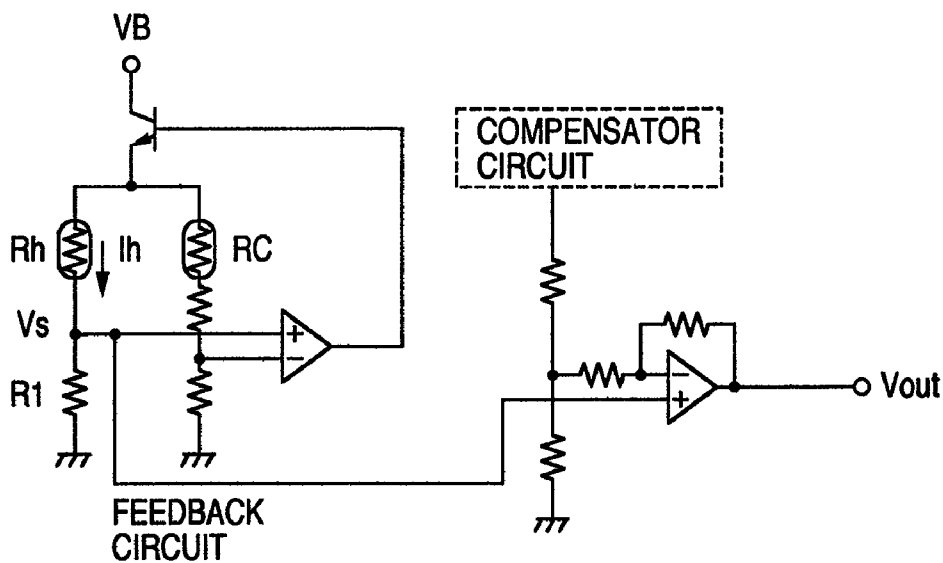 VB
COMPENSATOR
CIRCUIT
Rh
Ih
RC
Vs
+
−
R1
−
+
Vout
FEEDBACK
CIRCUIT